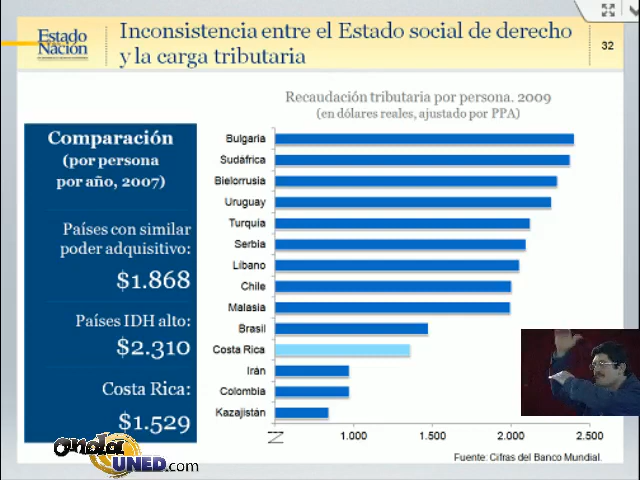 Estado
Nación
Inconsistencia entre el Estado social de derecho
y la carga tributaria
32
Comparación
(por persona
por año, 2007)
Países con similar
poder adquisitivo:
$1.868
Países IDH alto:
$2.310
Costa Rica:
$1.529
Recaudación tributaria por persona. 2009
(en dólares reales, ajustado por PPA)
Bulgaria
Sudáfrica
Bielorrusia
Uruguay
Turquía
Serbia
Líbano
Chile
Malasia
Brasil
Costa Rica
Irán
Colombia
Kazajistán
1.000
1.500
2.000
2.500
Fuente: Cifras del Banco Mundial.
onda
UNED.com